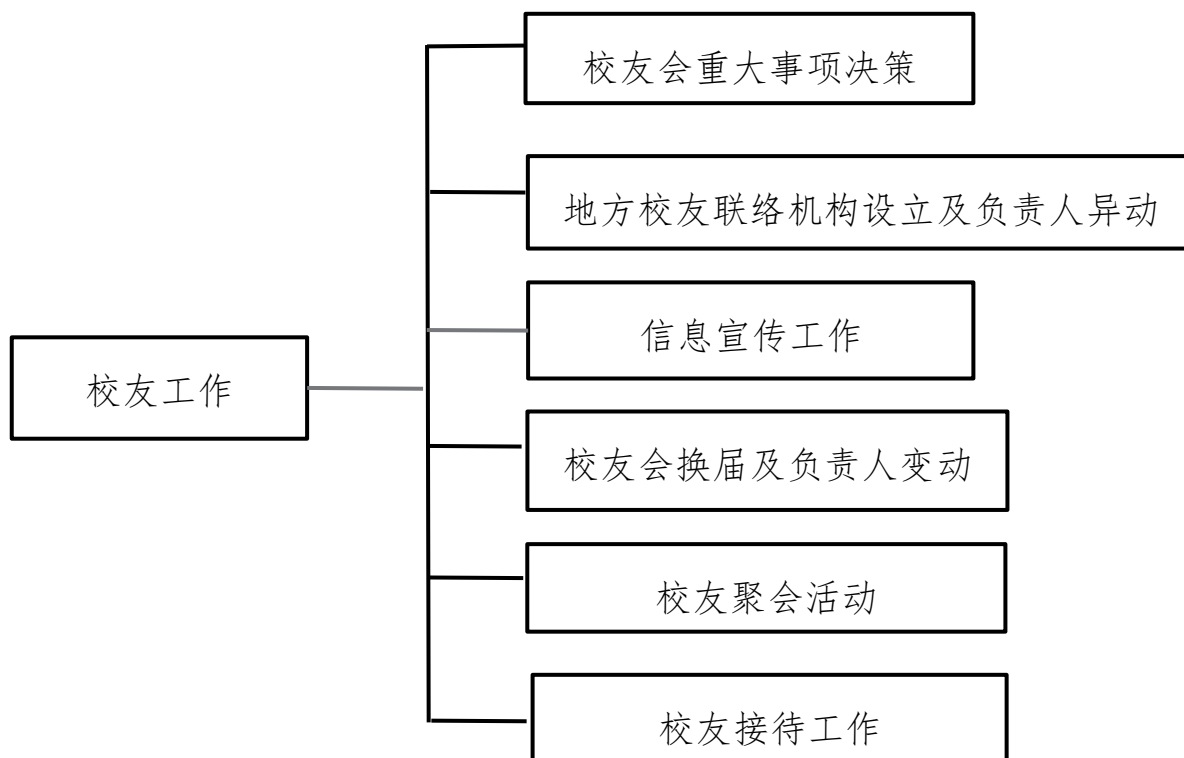 校友会重大事项决策
地方校友联络机构设立及负责人异动
信息宣传工作
校友工作
校友会换届及负责人变动
校友聚会活动
校友接待工作